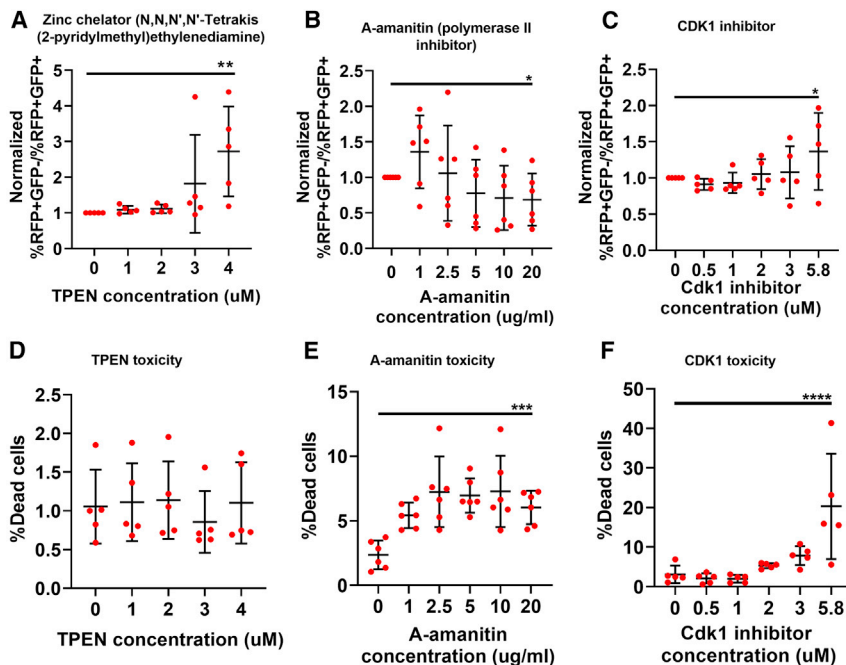 A
Zinc chelator (N,N,N',N'-Tetrakis
(2-pyridylmethyl)ethylenediamine)
**
Normalized
%RFP+GFP-/%RFP+GFP+
5
4
3
2
1
0
0 1 2 3 4
TPEN concentration (uM)
B
A-amanitin (polymerase II
inhibitor)
*
Normalized
%RFP+GFP-/%RFP+GFP+
2.5
2.0
1.5
1.0
0.5
0.0
0 1 2.5 5 10 20
A-amanitin
concentration (ug/ml)
C
CDK1 inhibitor
*
Normalized
%RFP+GFP-/%RFP+GFP+
2.5
2.0
1.5
1.0
0.5
0.0
0 0.5 1 2 3 5.8
Cdk1 inhibitor
concentration (uM)
D
TPEN toxicity
%Dead cells
2.5
2.0
1.5
1.0
0.5
0.0
0 1 2 3 4
TPEN concentration (uM)
E
A-amanitin toxicity
***
%Dead cells
15
10
5
0
0 1 2.5 5 10 20
A-amanitin
concentration (ug/ml)
F
CDK1 toxicity
****
%Dead cells
50
40
30
20
10
0
0 0.5 1 2 3 5.8
Cdk1 inhibitor
concentration (uM)